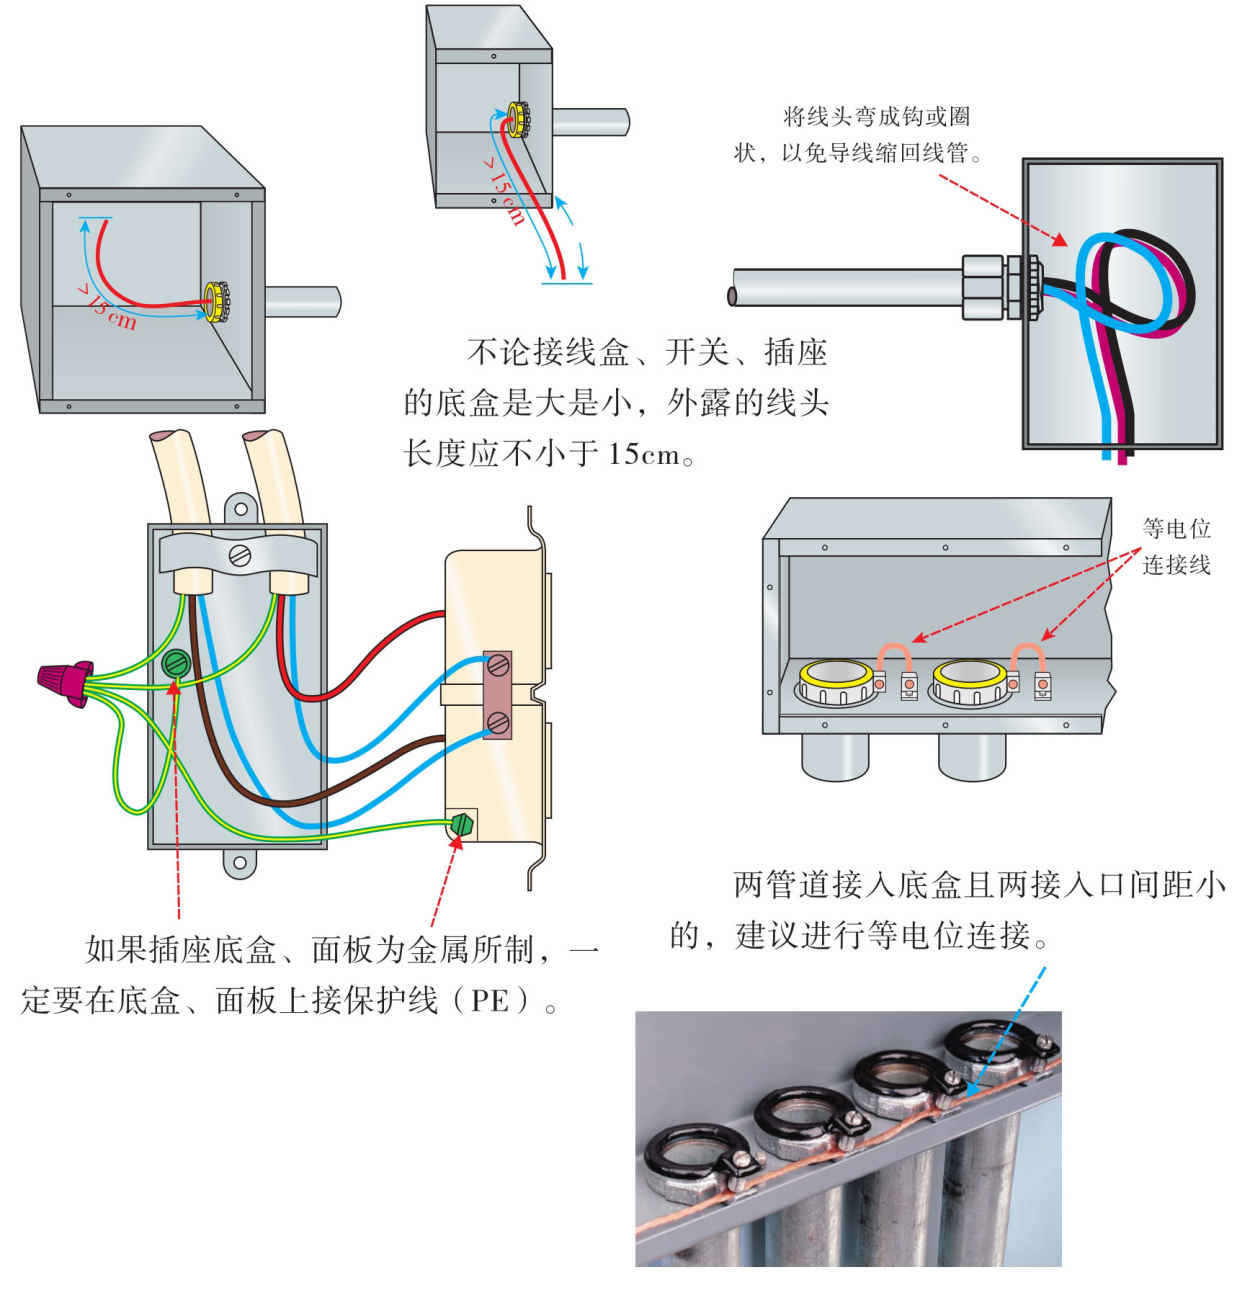 将线头弯成钩或圈
状，以免导线缩回线管。
>15 cm
>15 cm
不论接线盒、开关、插座
的底盒是大是小，外露的线头
长度应不小于 15cm。
等电位
连接线
两管道接入底盒且两接入口间距小
的，建议进行等电位连接。
如果插座底盒、面板为金属所制，一
定要在底盒、面板上接保护线（PE）。